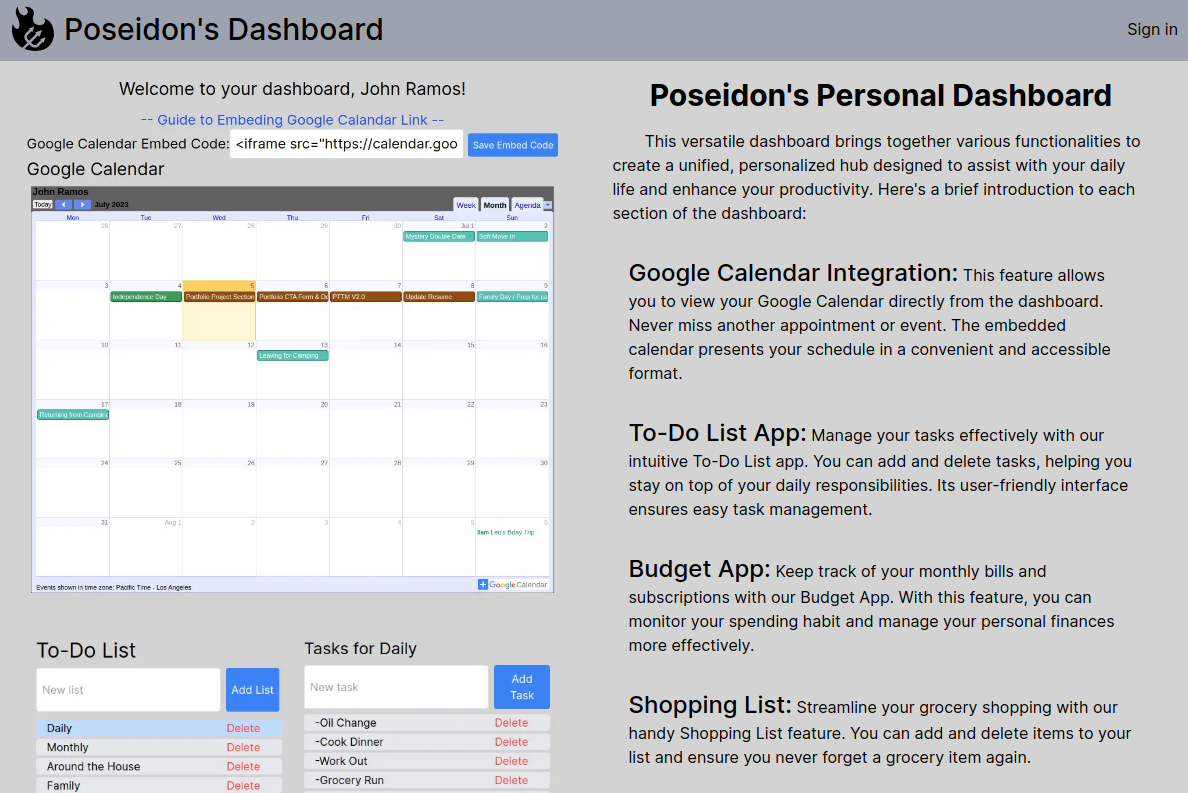 Poseidon's Dashboard
Sign in
Welcome to your dashboard, John Ramos!
-- Guide to Embeding Google Calandar Link --
Google Calendar Embed Code:
<iframe src="https://calendar.goo
Save Embed Code
Google Calendar
John Ramos
Today July 2023
Week Month Agenda
Mon Tue Wed Thu Fri Sat Sun
26 27 28 29 30 Jul 1 2
Mystery Double Date Soft Move In
3 4 5 6 7 8 9
Independence Day Portfolio Project Section Portfolio CTA Form & De PTTM V2.0 Update Resume Family Day / Prep for ca
10 11 12 13 14 15 16
Leaving for Camping
17 18 19 20 21 22 23
Returning from Camping
24 25 26 27 28 29 30
31 Aug 1 2 3 4 5 6
8am Leo's Bday Trip
Events shown in time zone: Pacific Time - Los Angeles
Google Calendar
To-Do List
New list
Add List
Daily Delete
Monthly Delete
Around the House Delete
Family Delete
Tasks for Daily
New task
Add
Task
-Oil Change Delete
-Cook Dinner Delete
-Work Out Delete
-Grocery Run Delete
Poseidon's Personal Dashboard
This versatile dashboard brings together various functionalities to
create a unified, personalized hub designed to assist with your daily
life and enhance your productivity. Here's a brief introduction to each
section of the dashboard:
Google Calendar Integration: This feature allows
you to view your Google Calendar directly from the dashboard.
Never miss another appointment or event. The embedded
calendar presents your schedule in a convenient and accessible
format.
To-Do List App: Manage your tasks effectively with our
intuitive To-Do List app. You can add and delete tasks, helping you
stay on top of your daily responsibilities. Its user-friendly interface
ensures easy task management.
Budget App: Keep track of your monthly bills and
subscriptions with our Budget App. With this feature, you can
monitor your spending habit and manage your personal finances
more effectively.
Shopping List: Streamline your grocery shopping with our
handy Shopping List feature. You can add and delete items to your
list and ensure you never forget a grocery item again.